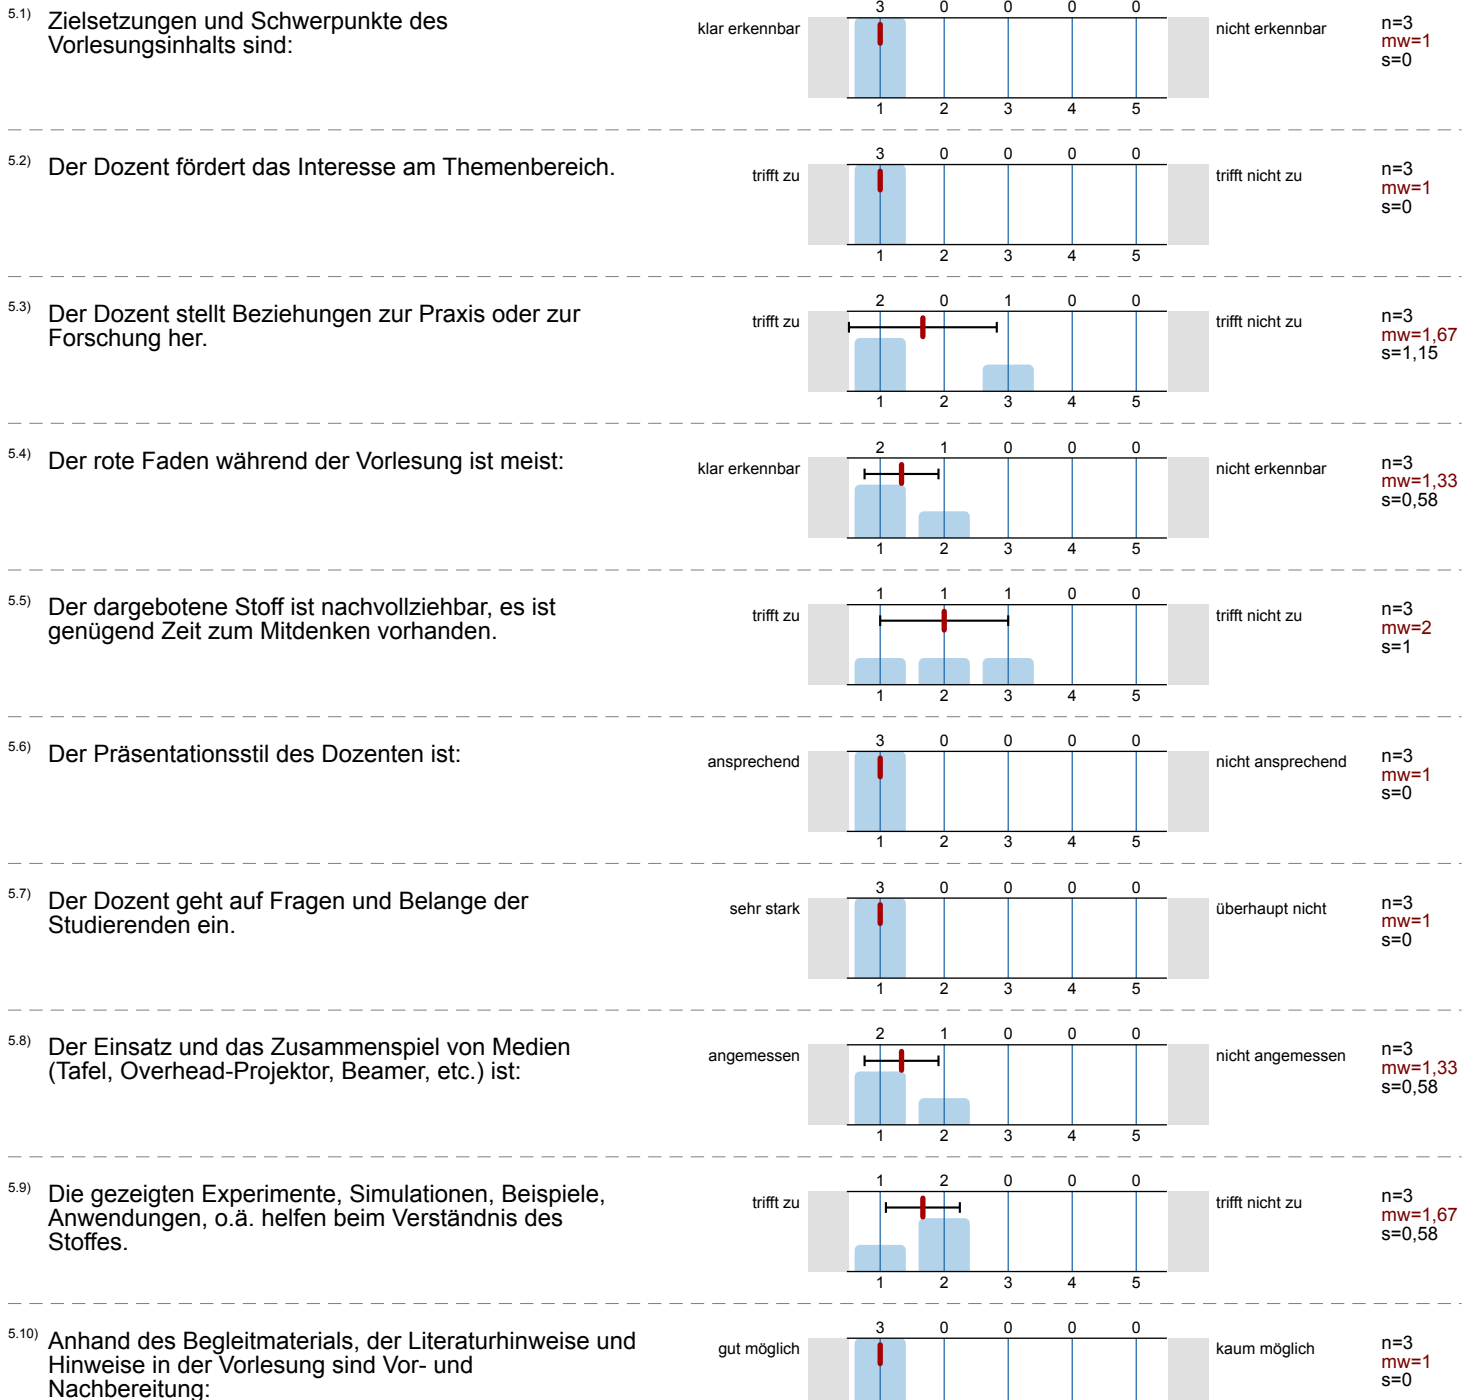 5.1) Zielsetzungen und Schwerpunkte des
Vorlesungsinhalts sind:
3 0 0 0 0
klar erkennbar nicht erkennbar
n=3
mw=1
s=0
1 2 3 4 5
5.2) Der Dozent fördert das Interesse am Themenbereich.
3 0 0 0 0
trifft zu trifft nicht zu
n=3
mw=1
s=0
1 2 3 4 5
5.3) Der Dozent stellt Beziehungen zur Praxis oder zur
Forschung her.
2 0 1 0 0
trifft zu trifft nicht zu
n=3
mw=1,67
s=1,15
1 2 3 4 5
5.4) Der rote Faden während der Vorlesung ist meist:
2 1 0 0 0
klar erkennbar nicht erkennbar
n=3
mw=1,33
s=0,58
1 2 3 4 5
5.5) Der dargebotene Stoff ist nachvollziehbar, es ist
genügend Zeit zum Mitdenken vorhanden.
1 1 1 0 0
trifft zu trifft nicht zu
n=3
mw=2
s=1
1 2 3 4 5
5.6) Der Präsentationsstil des Dozenten ist:
3 0 0 0 0
ansprechend nicht ansprechend
n=3
mw=1
s=0
1 2 3 4 5
5.7) Der Dozent geht auf Fragen und Belange der
Studierenden ein.
3 0 0 0 0
sehr stark überhaupt nicht
n=3
mw=1
s=0
1 2 3 4 5
5.8) Der Einsatz und das Zusammenspiel von Medien
(Tafel, Overhead-Projektor, Beamer, etc.) ist:
2 1 0 0 0
angemessen nicht angemessen
n=3
mw=1,33
s=0,58
1 2 3 4 5
5.9) Die gezeigten Experimente, Simulationen, Beispiele,
Anwendungen, o.ä. helfen beim Verständnis des
Stoffes.
1 2 0 0 0
trifft zu trifft nicht zu
n=3
mw=1,67
s=0,58
1 2 3 4 5
5.10) Anhand des Begleitmaterials, der Literaturhinweise und
Hinweise in der Vorlesung sind Vor- und
Nachbereitung:
3 0 0 0 0
gut möglich kaum möglich
n=3
mw=1
s=0